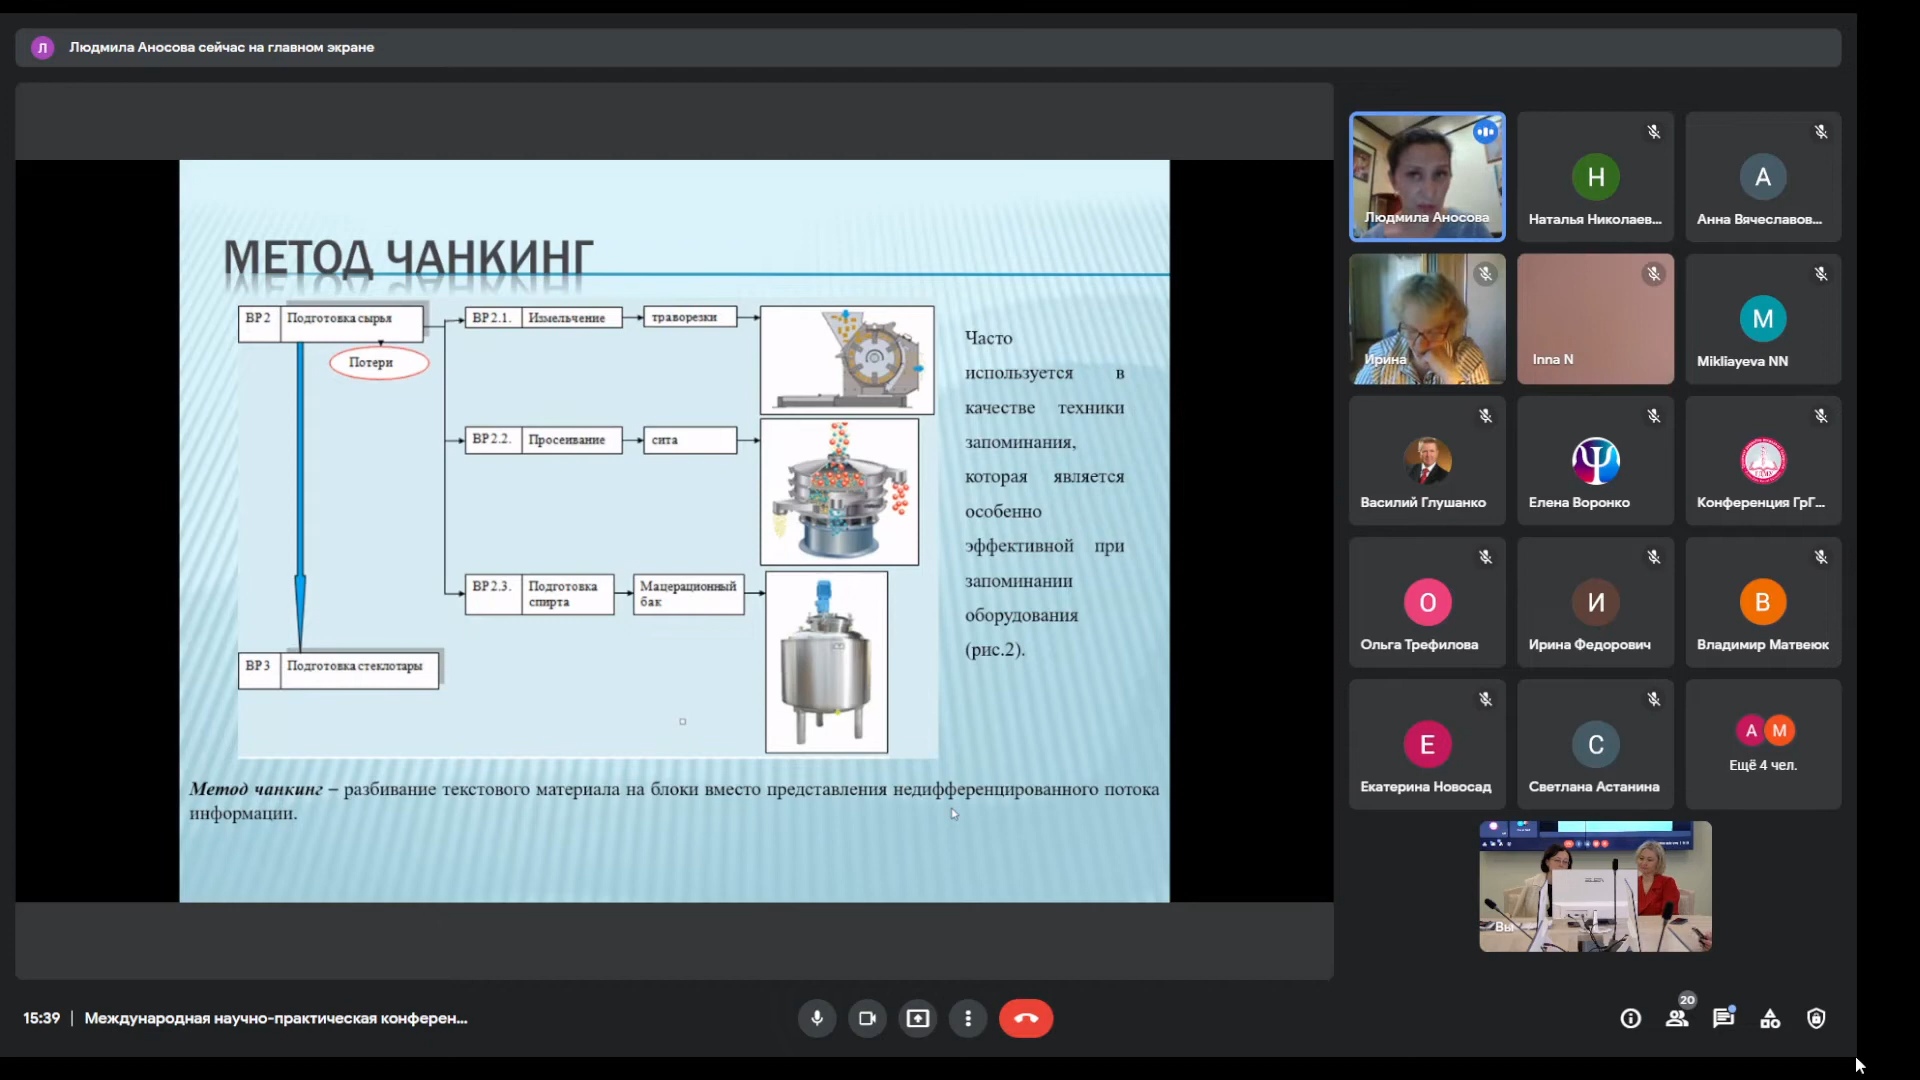 Л
Людмила Аносова сейчас на главном экране
МЕТОД ЧАНКИНГ
ВР2 Подготовка сырья
Потери
ВР2.1. Измельчение
траворезки
ВР2.2. Просеивание
сита
ВР2.3. Подготовка
спирта
Мацерационный
бак
ВР3 Подготовка стеклотары
Часто
используется в
качестве техники
запоминания,
которая является
особенно
эффективной при
запоминании
оборудования
(рис.2).
Метод чанкинг – разбивание текстового материала на блоки вместо представления недифференцированного потока
информации.
Людмила Аносова
Н
Наталья Николаев...
А
Анна Вячеславов...
Ирина
Inna N
M
Mikliayeva NN
Василий Глушанко
Ψ
Елена Воронко
Конференция ГрГ...
О
Ольга Трефилова
И
Ирина Федорович
В
Владимир Матвеюк
Е
Екатерина Новосад
С
Светлана Астанина
А М
Ещё 4 чел.
Вы
15:39 | Международная научно-практическая конферен...
20